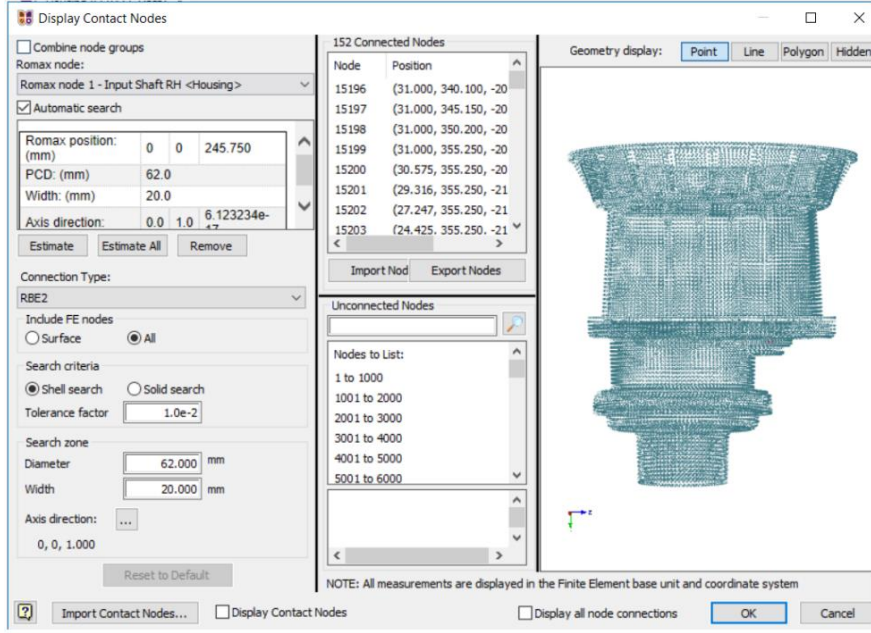 Display Contact Nodes
Combine node groups
Romax node:
Romax node 1 - Input Shaft RH <Housing>
Automatic search
Romax position: (mm) 0 0 245.750
PCD: (mm) 62.0
Width: (mm) 20.0
Axis direction: 0.0 1.0 6.123234e-
Estimate Estimate All Remove
Connection Type:
RBE2
Include FE nodes
Surface All
Search criteria
Shell search Solid search
Tolerance factor 1.0e-2
Search zone
Diameter 62.000 mm
Width 20.000 mm
Axis direction: ...
0, 0, 1.000
Reset to Default
Import Contact Nodes... Display Contact Nodes
152 Connected Nodes
Node Position
15196 (31.000, 340.100, -20
15197 (31.000, 345.150, -20
15198 (31.000, 350.200, -20
15199 (31.000, 355.250, -20
15200 (30.575, 355.250, -20
15201 (29.316, 355.250, -21
15202 (27.247, 355.250, -21
15203 (24.425, 355.250, -21
Import Nod Export Nodes
Unconnected Nodes
Nodes to List:
1 to 1000
1001 to 2000
2001 to 3000
3001 to 4000
4001 to 5000
5001 to 6000
Geometry display: Point Line Polygon Hidden
z
NOTE: All measurements are displayed in the Finite Element base unit and coordinate system
Display all node connections OK Cancel